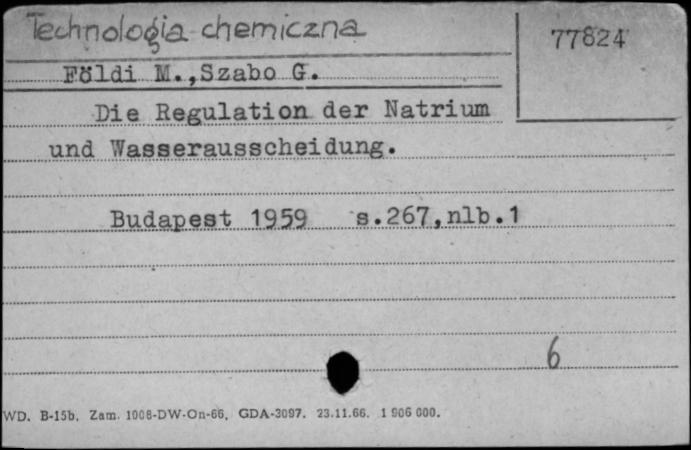 Technologia chemiczna
77824
Földi M.,Szabo G.
Die Regulation der Natrium
und Wasserausscheidung.
Budapest 1959 s.267,nlb.1
6
WD. B-15b. Zam. 1008-DW-On-66. GDA-3097. 23.11.66. 1 906 000.